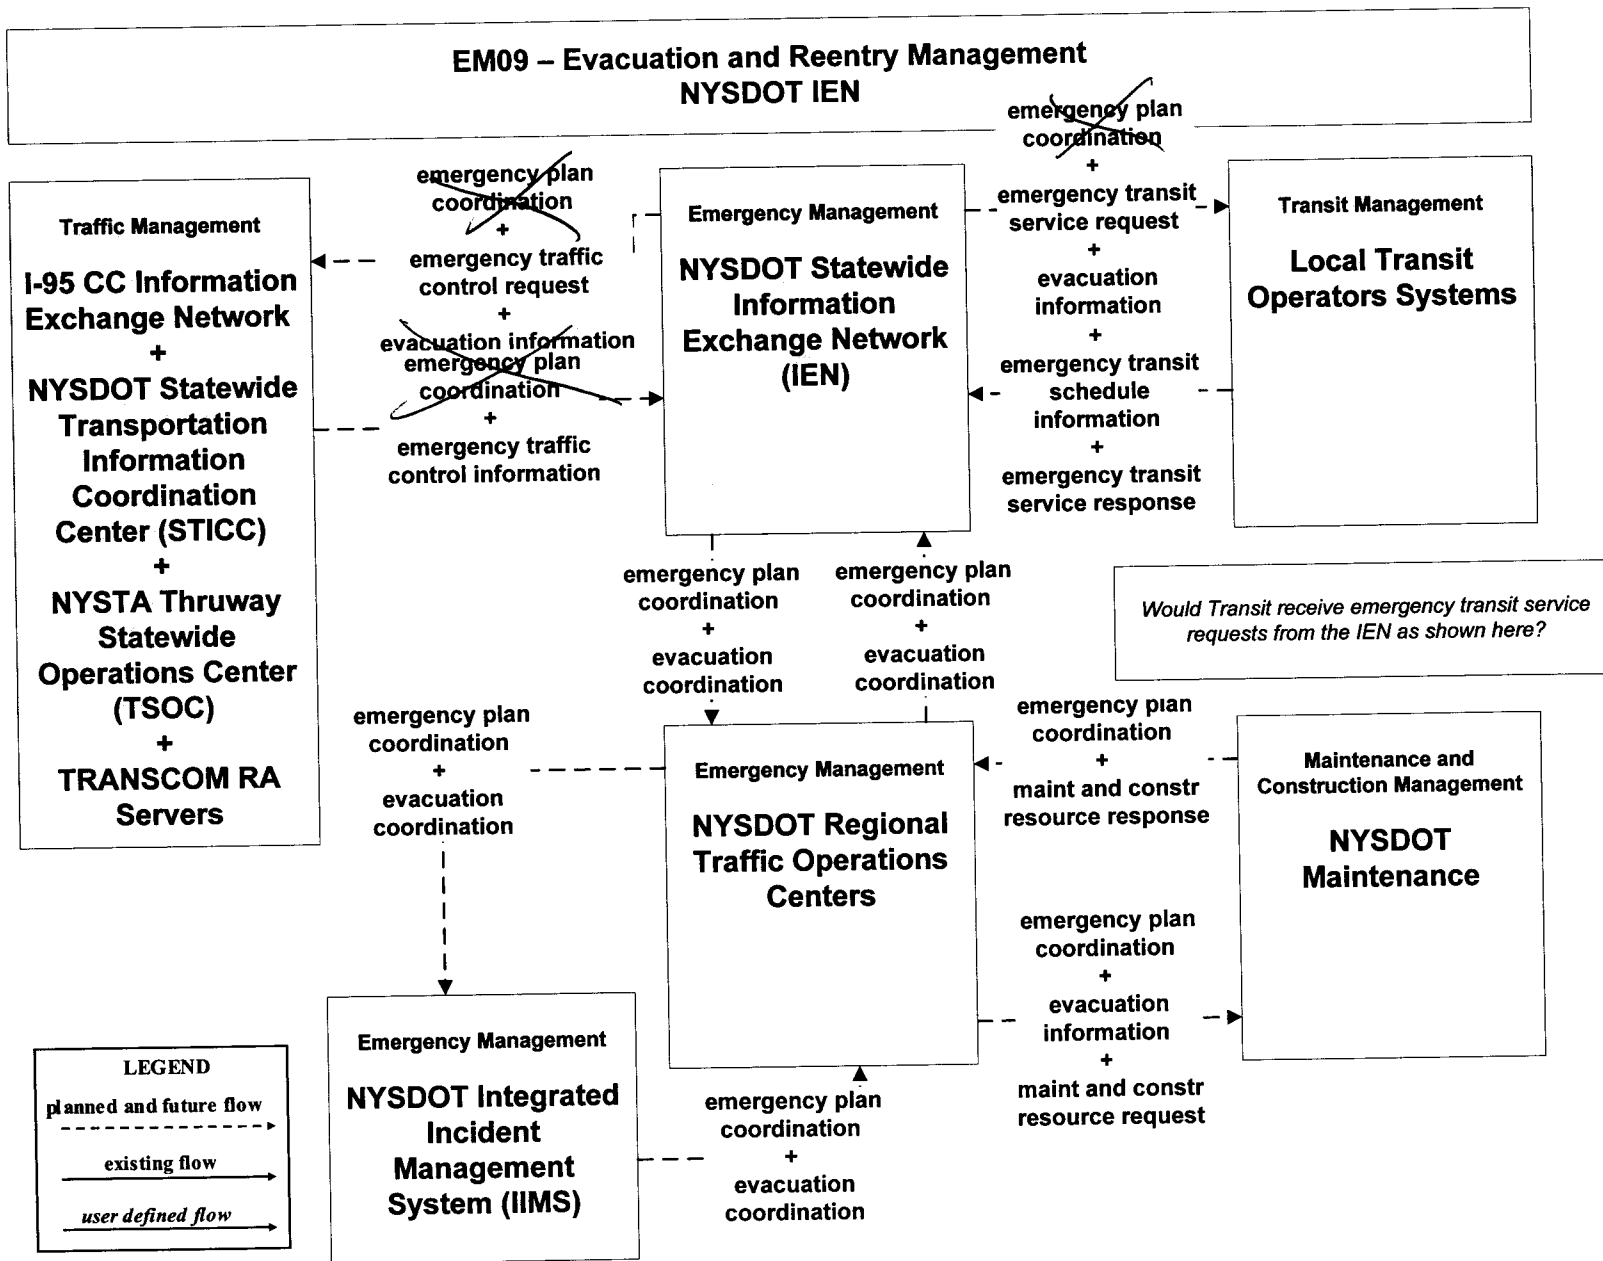 EM09 – Evacuation and Reentry Management
NYSDOT IEN
Traffic Management
I-95 CC Information
Exchange Network
+
NYSDOT Statewide
Transportation
Information
Coordination
Center (STICC)
+
NYSTA Thruway
Statewide
Operations Center
(TSOC)
+
TRANSCOM RA
Servers
emergency plan
coordination
+
emergency traffic
control request
+
evacuation information
emergency plan
coordination
+
emergency traffic
control information
Emergency Management
NYSDOT Statewide
Information
Exchange Network
(IEN)
emergency plan
coordination
+
emergency transit
service request
+
evacuation
information
+
emergency transit
schedule
information
+
emergency transit
service response
Transit Management
Local Transit
Operators Systems
emergency plan
coordination
+
evacuation
coordination
emergency plan
coordination
+
evacuation
coordination
Would Transit receive emergency transit service
requests from the IEN as shown here?
emergency plan
coordination
+
evacuation
coordination
Emergency Management
NYSDOT Regional
Traffic Operations
Centers
emergency plan
coordination
+
maint and constr
resource response
Maintenance and
Construction Management
NYSDOT
Maintenance
emergency plan
coordination
+
evacuation
information
+
maint and constr
resource request
Emergency Management
NYSDOT Integrated
Incident
Management
System (IIMS)
emergency plan
coordination
+
evacuation
coordination
LEGEND
planned and future flow
existing flow
user defined flow